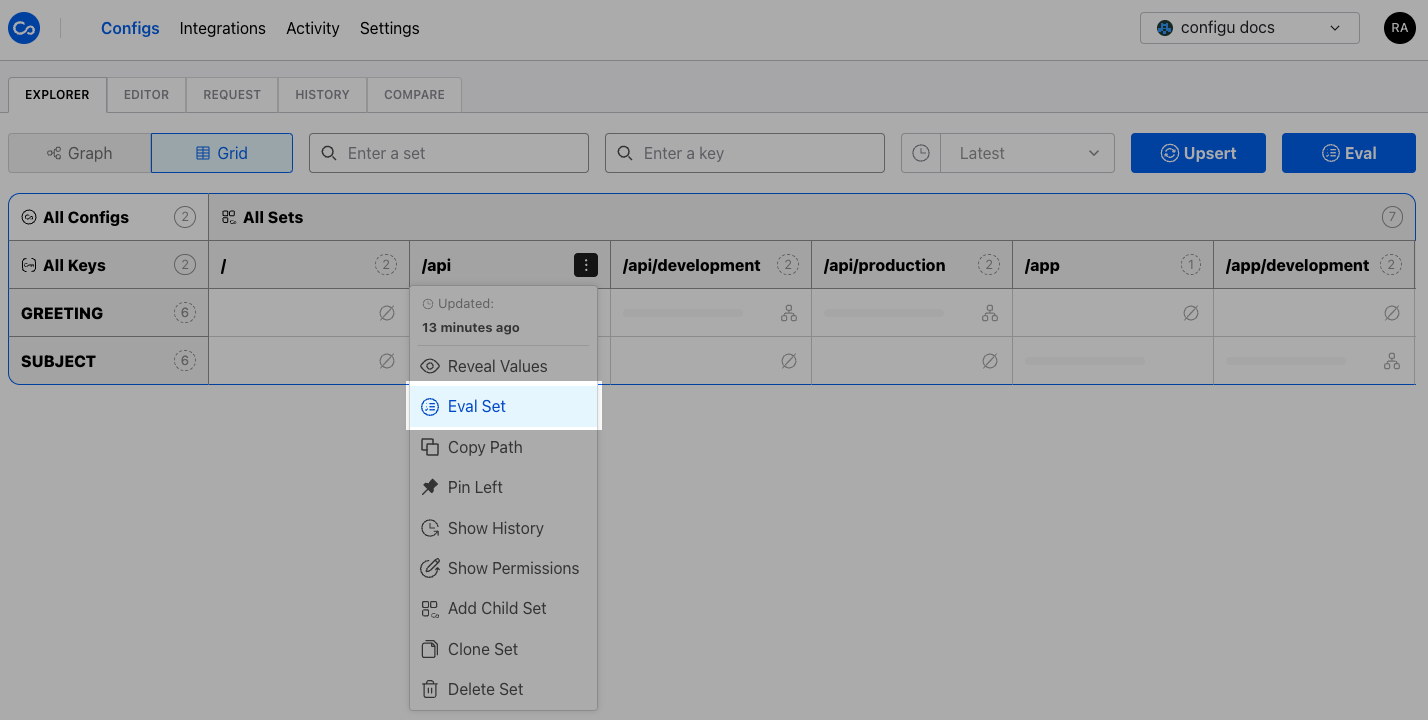 Configs Integrations Activity Settings configu docs RA
EXPLORER EDITOR REQUEST HISTORY COMPARE
Graph Grid Enter a set Enter a key Latest Upsert Eval
All Configs 2 All Sets 7
All Keys 2 / 2 /api /api/development 2 /api/production 2 /app 1 /app/development 2
GREETING 6
SUBJECT 6
Updated:
13 minutes ago
Reveal Values
Eval Set
Copy Path
Pin Left
Show History
Show Permissions
Add Child Set
Clone Set
Delete Set